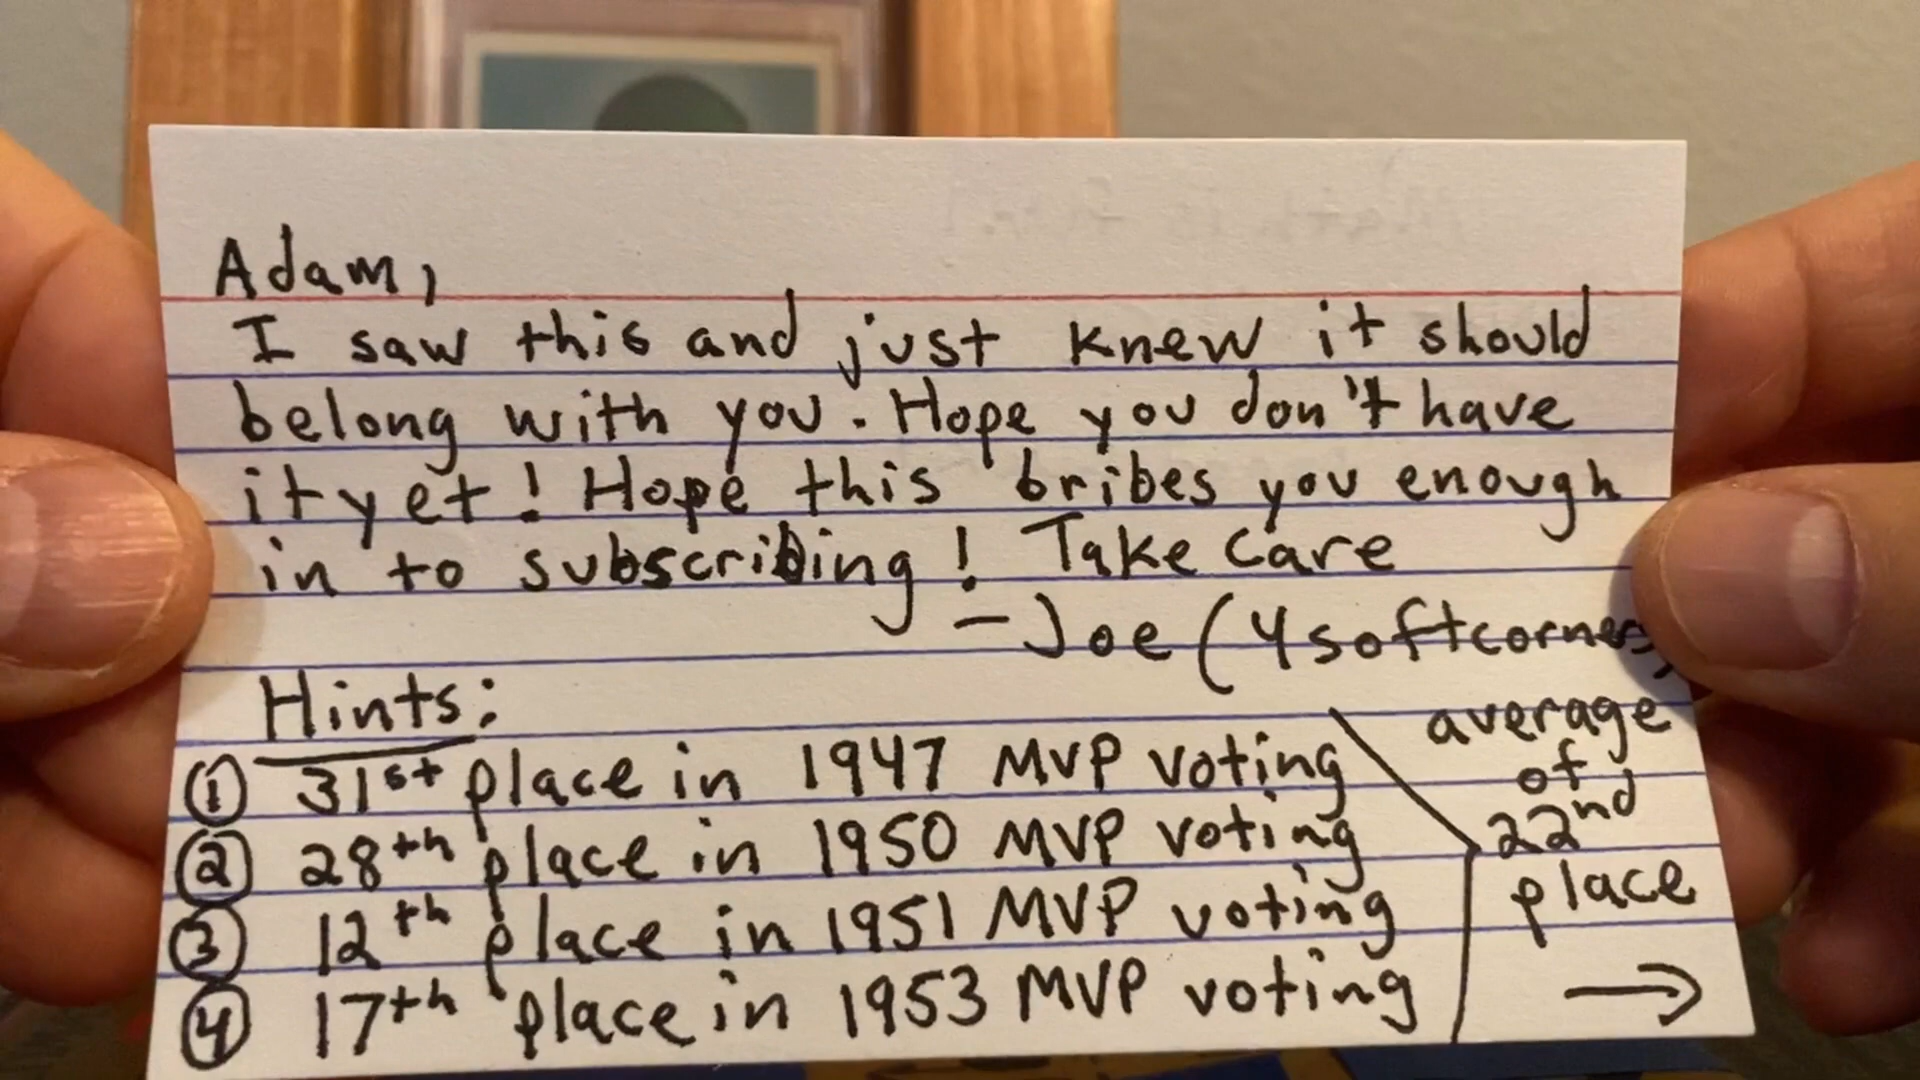 Adam,
I saw this and just knew it should
belong with you. Hope you don't have
it yet! Hope this bribes you enough
in to subscribing! Take Care
- Joe (4softcorners)
Hints:
① 31st place in 1947 MVP voting
② 28th place in 1950 MVP voting
③ 12th place in 1951 MVP voting
④ 17th place in 1953 MVP voting
average
of
22nd
place
→